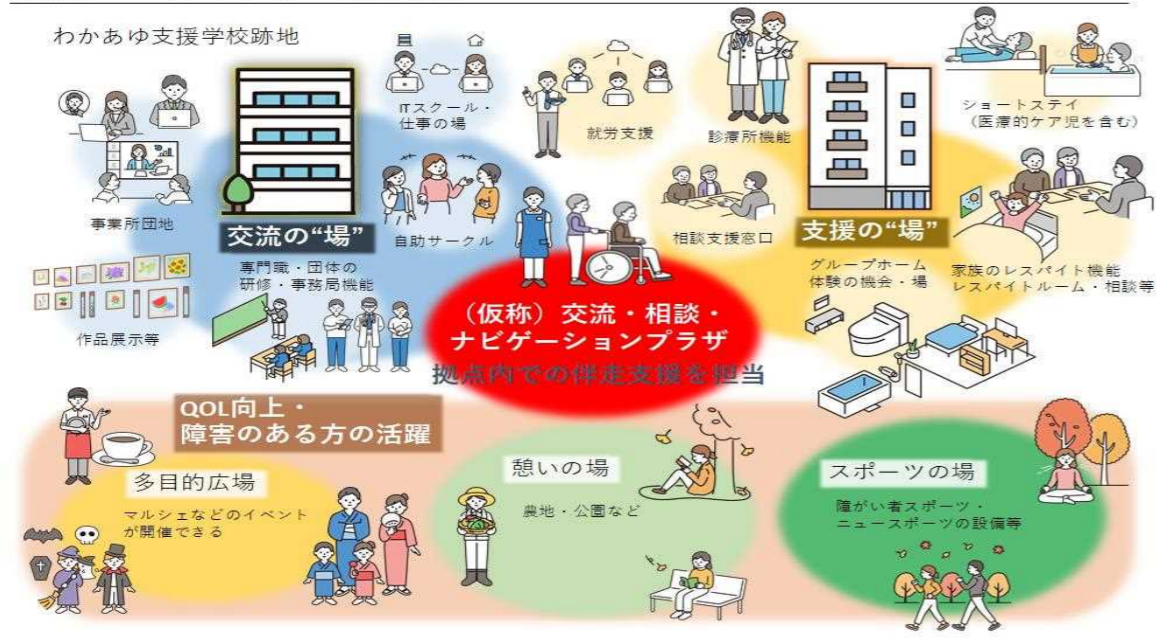 わかあゆ支援学校跡地
ITスクール・
仕事の場
就労支援
診療所機能
ショートステイ
（医療的ケア児を含む）
事業所団地
交流の“場”
自助サークル
相談支援窓口
支援の“場”
専門職・団体の
研修・事務局機能
グループホーム
体験の機会・場
家族のレスパイト機能
レスパイトルーム・相談等
作品展示等
（仮称）交流・相談・
ナビゲーションプラザ
拠点内での伴走支援を担当
QOL向上・
障害のある方の活躍
多目的広場
マルシェなどのイベント
が開催できる
憩いの場
農地・公園など
スポーツの場
障がい者スポーツ・
ニュースポーツの設備等